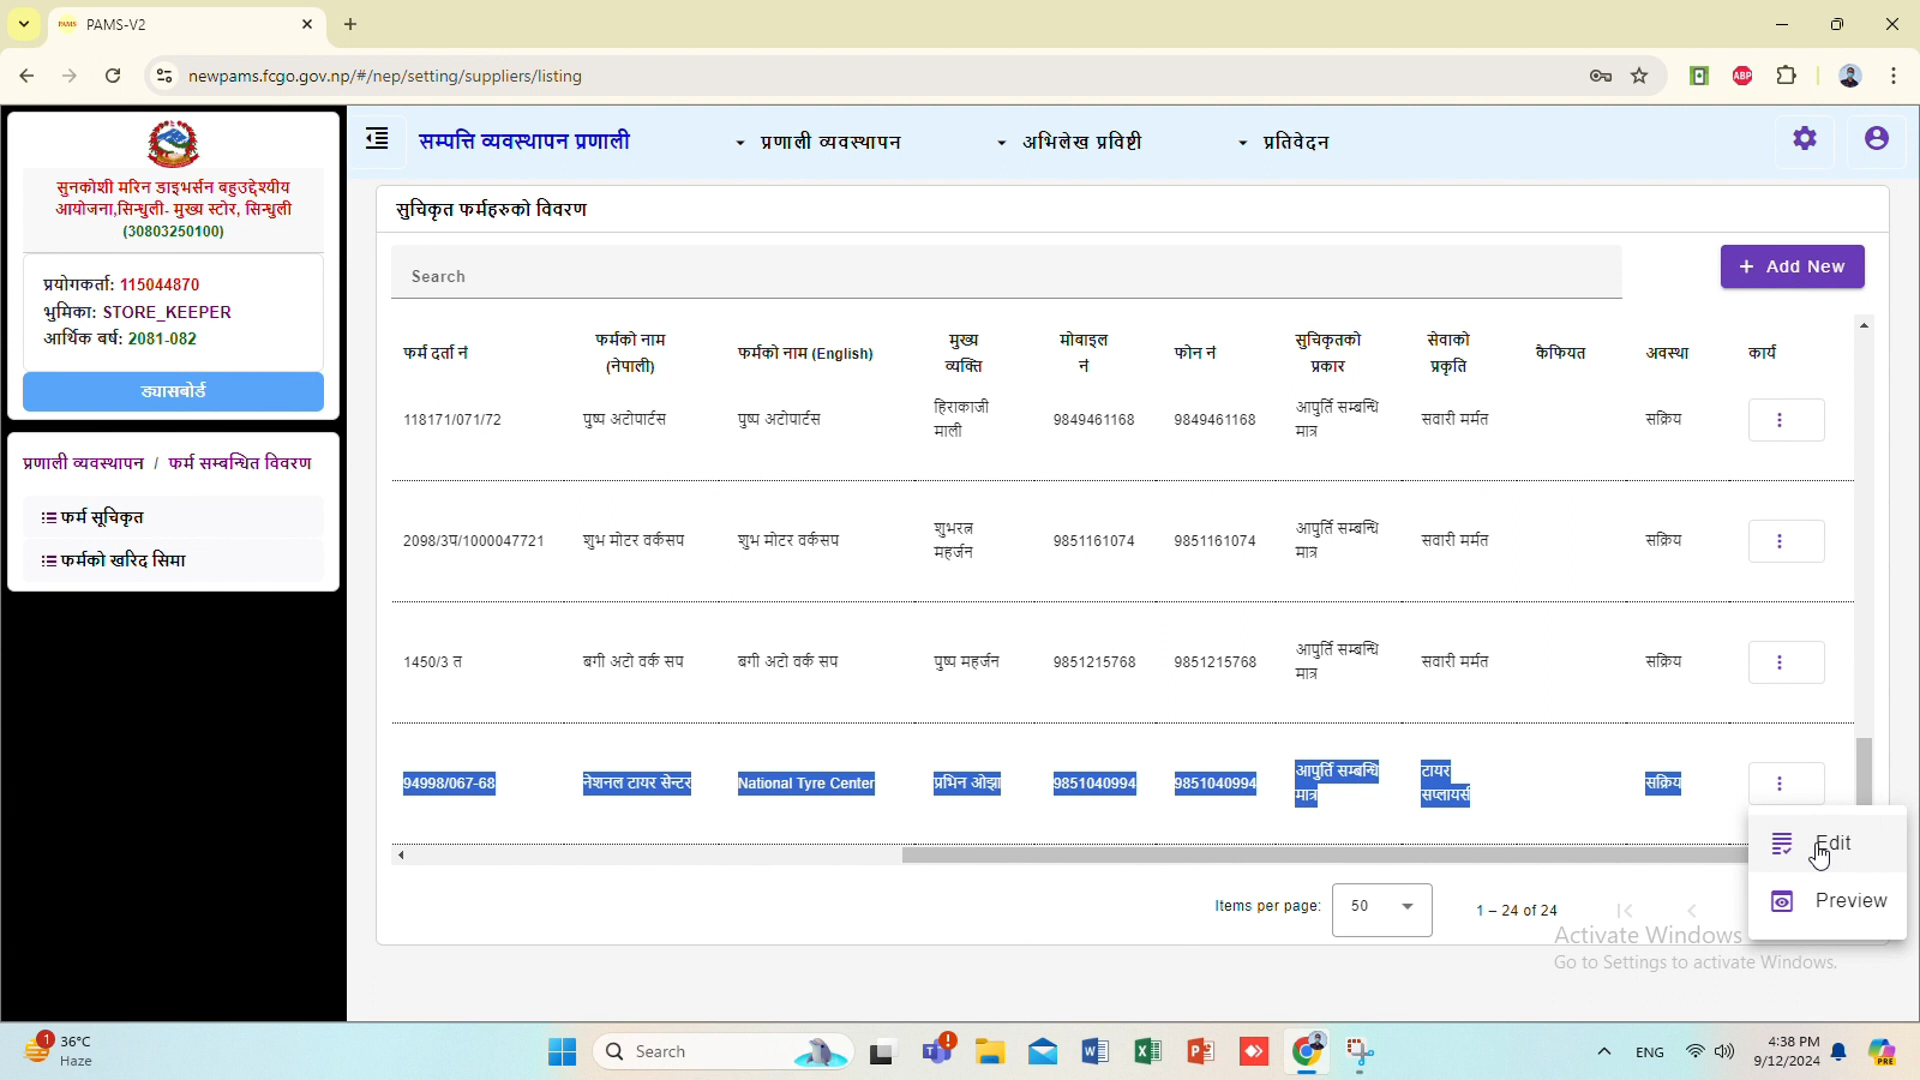 PAMS-V2
newpams.fcgo.gov.np/#/nep/setting/suppliers/listing
ABP
सुनकोशी मरिन डाइभर्सन बहुउद्देश्यीय
आयोजना,सिन्धुली- मुख्य स्टोर, सिन्धुली
(30803250100)
प्रयोगकर्ता: 115044870
भुमिका: STORE_KEEPER
आर्थिक बर्ष: 2081-082
ड्यासबोर्ड
प्रणाली व्यवस्थापन / फर्म सम्बन्धित विवरण
फर्म सूचिकृत
फर्मको खरिद सिमा
सम्पत्ति व्यवस्थापन प्रणाली
प्रणाली व्यवस्थापन
अभिलेख प्रविष्टी
प्रतिवेदन
सुचिकृत फर्महरुको विवरण
Search
+ Add New
फर्म दर्ता नं फर्मको नाम (नेपाली) फर्मको नाम (English) मुख्य व्यक्ति मोबाइल नं फोन नं सुचिकृतको प्रकार सेवाको प्रकृति कैफियत अवस्था कार्य
118171/071/72 पुष्प अटोपार्टस पुष्प अटोपार्टस हिराकाजी माली 9849461168 9849461168 आपुर्ति सम्बन्धि मात्र सवारी मर्मत सक्रिय
2098/3प/1000047721 शुभ मोटर वर्कसप शुभ मोटर वर्कसप शुभरत्न महर्जन 9851161074 9851161074 आपुर्ति सम्बन्धि मात्र सवारी मर्मत सक्रिय
1450/3 त बगी अटो वर्क सप बगी अटो वर्क सप पुष्प महर्जन 9851215768 9851215768 आपुर्ति सम्बन्धि मात्र सवारी मर्मत सक्रिय
94998/067-68 नेशनल टायर सेन्टर National Tyre Center प्रभिन ओझा 9851040994 9851040994 आपुर्ति सम्बन्धि मात्र टायर सप्लायर्स सक्रिय
Edit
Preview
Items per page: 50 1 – 24 of 24
Activate Windows
Go to Settings to activate Windows.
1 36°C
Haze
Search
ENG
4:38 PM
9/12/2024
PRE